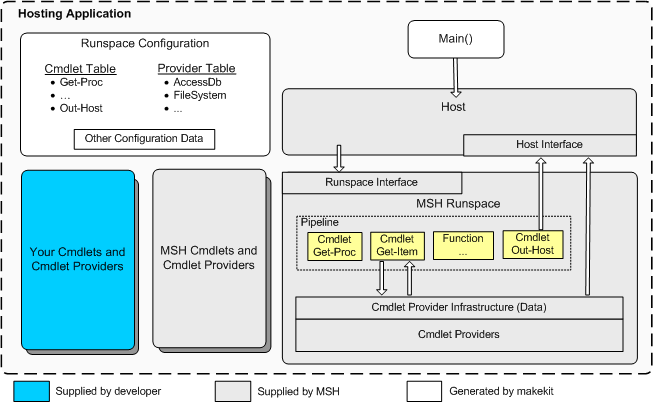 Hosting Application
Runspace Configuration
Cmdlet Table
• Get-Proc
• ...
• Out-Host
Provider Table
• AccessDb
• FileSystem
• ...
Other Configuration Data
Main()
Host
Host Interface
Runspace Interface
MSH Runspace
Pipeline
Cmdlet
Get-Proc
Cmdlet
Get-Item
Function
...
Cmdlet
Out-Host
Cmdlet Provider Infrastructure (Data)
Cmdlet Providers
Your Cmdlets and
Cmdlet Providers
MSH Cmdlets and
Cmdlet Providers
Supplied by developer
Supplied by MSH
Generated by makekit